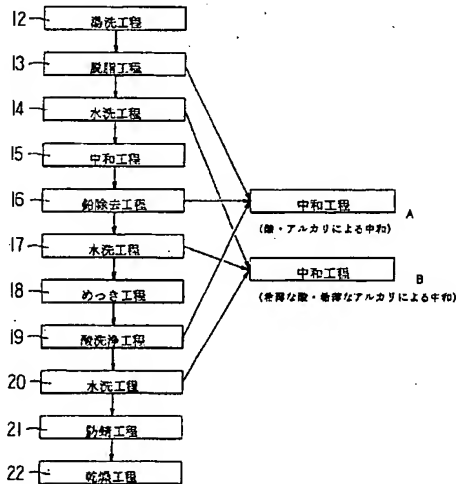 12 湯洗工程
13 脱脂工程
14 水洗工程
15 中和工程
16 鉛除去工程
中和工程 A
(酸・アルカリによる中和)
17 水洗工程
中和工程 B
(希薄な酸・希薄なアルカリによる中和)
18 めっき工程
19 酸洗浄工程
20 水洗工程
21 防錆工程
22 乾燥工程